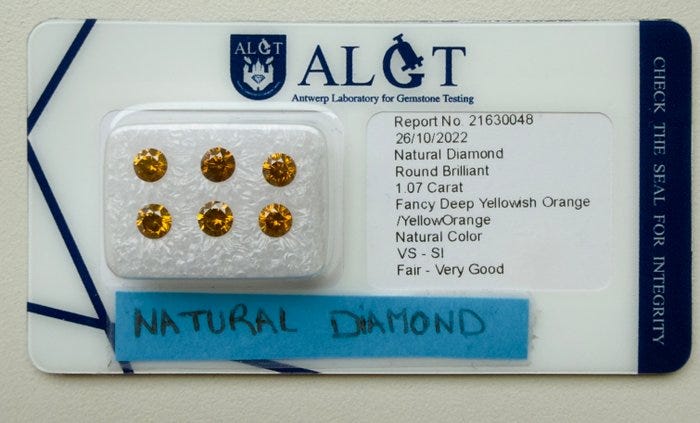 ALGT
ALGT
Antwerp Laboratory for Gemstone Testing
Report No. 21630048
26/10/2022
Natural Diamond
Round Brilliant
1.07 Carat
Fancy Deep Yellowish Orange
/YellowOrange
Natural Color
VS - SI
Fair - Very Good
NATURAL DIAMOND
CHECK THE SEAL FOR INTEGRITY